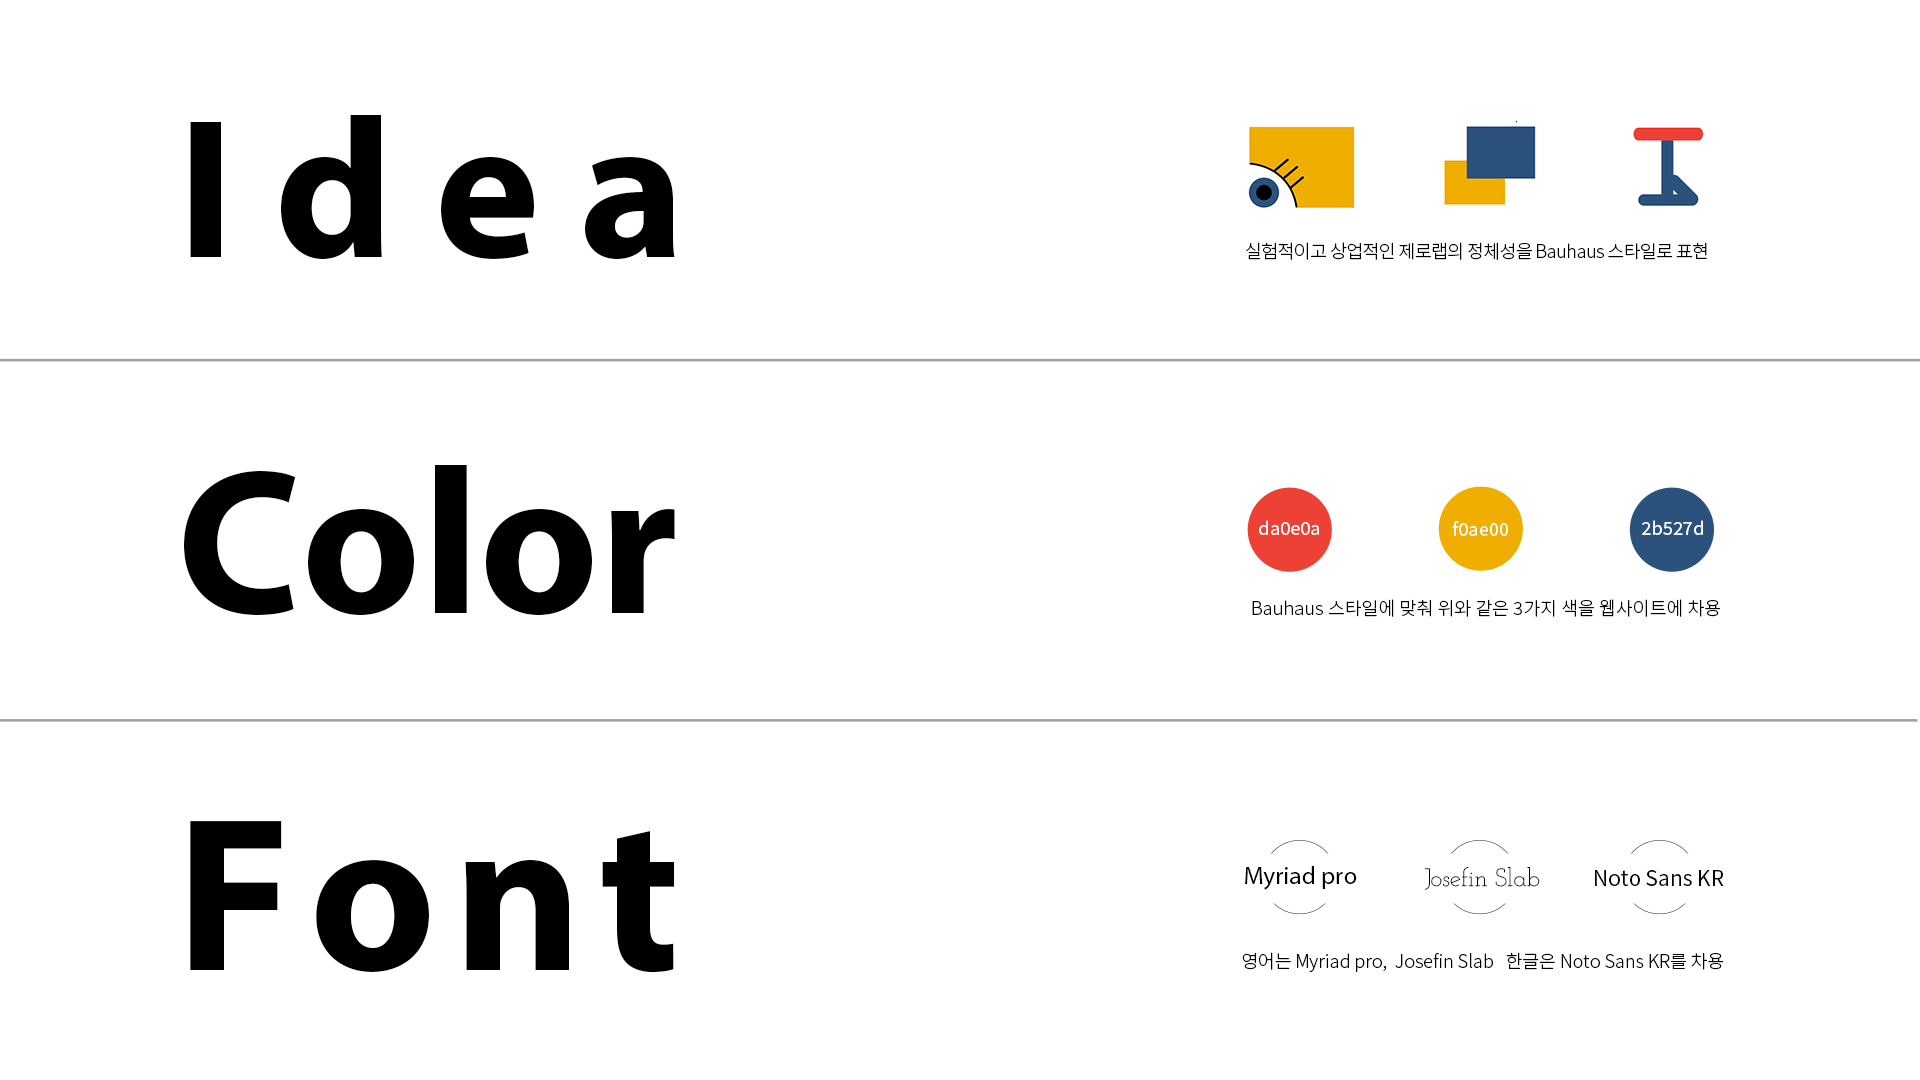 Idea
실험적이고 상업적인 제로랩의 정체성을 Bauhaus 스타일로 표현
Color
da0e0a
f0ae00
2b527d
Bauhaus 스타일에 맞춰 위와 같은 3가지 색을 웹사이트에 차용
Font
Myriad pro
Josefin Slab
Noto Sans KR
영어는 Myriad pro, Josefin Slab 한글은 Noto Sans KR를 차용